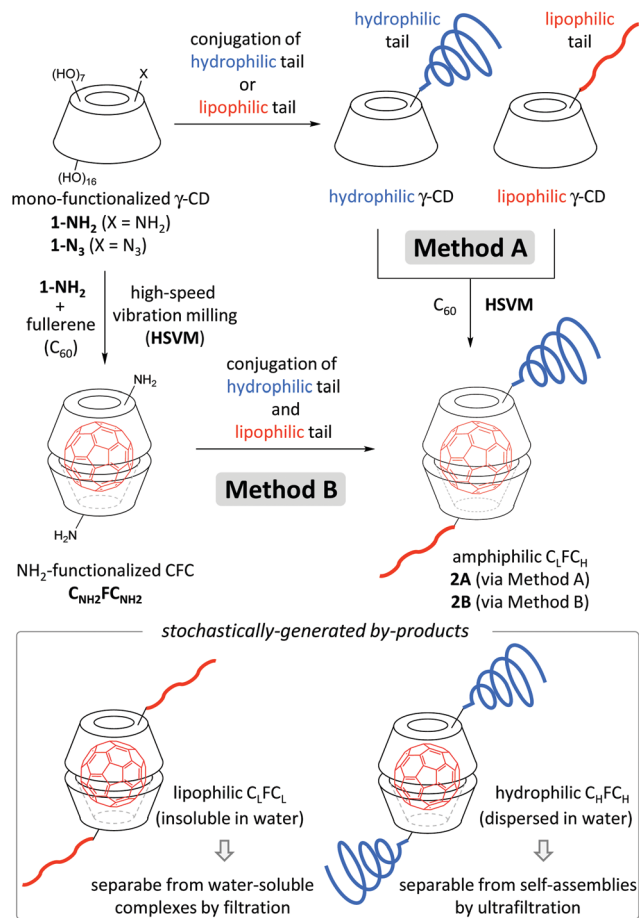 conjugation of
hydrophilic tail
or
lipophilic tail
hydrophilic
tail
lipophilic
tail
(HO)7
X
(HO)16
mono-functionalized γ-CD
1-NH2 (X = NH2)
1-N3 (X = N3)
hydrophilic γ-CD
lipophilic γ-CD
Method A
1-NH2
+
fullerene
(C60)
high-speed
vibration milling
(HSVM)
C60
HSVM
NH2
conjugation of
hydrophilic tail
and
lipophilic tail
Method B
H2N
NH2-functionalized CFC
CNH2FCNH2
amphiphilic CLFCH
2A (via Method A)
2B (via Method B)
stochastically-generated by-products
lipophilic CLFCL
(insoluble in water)
separabe from water-soluble
complexes by filtration
hydrophilic CHFCH
(dispersed in water)
separable from self-assemblies
by ultrafiltration